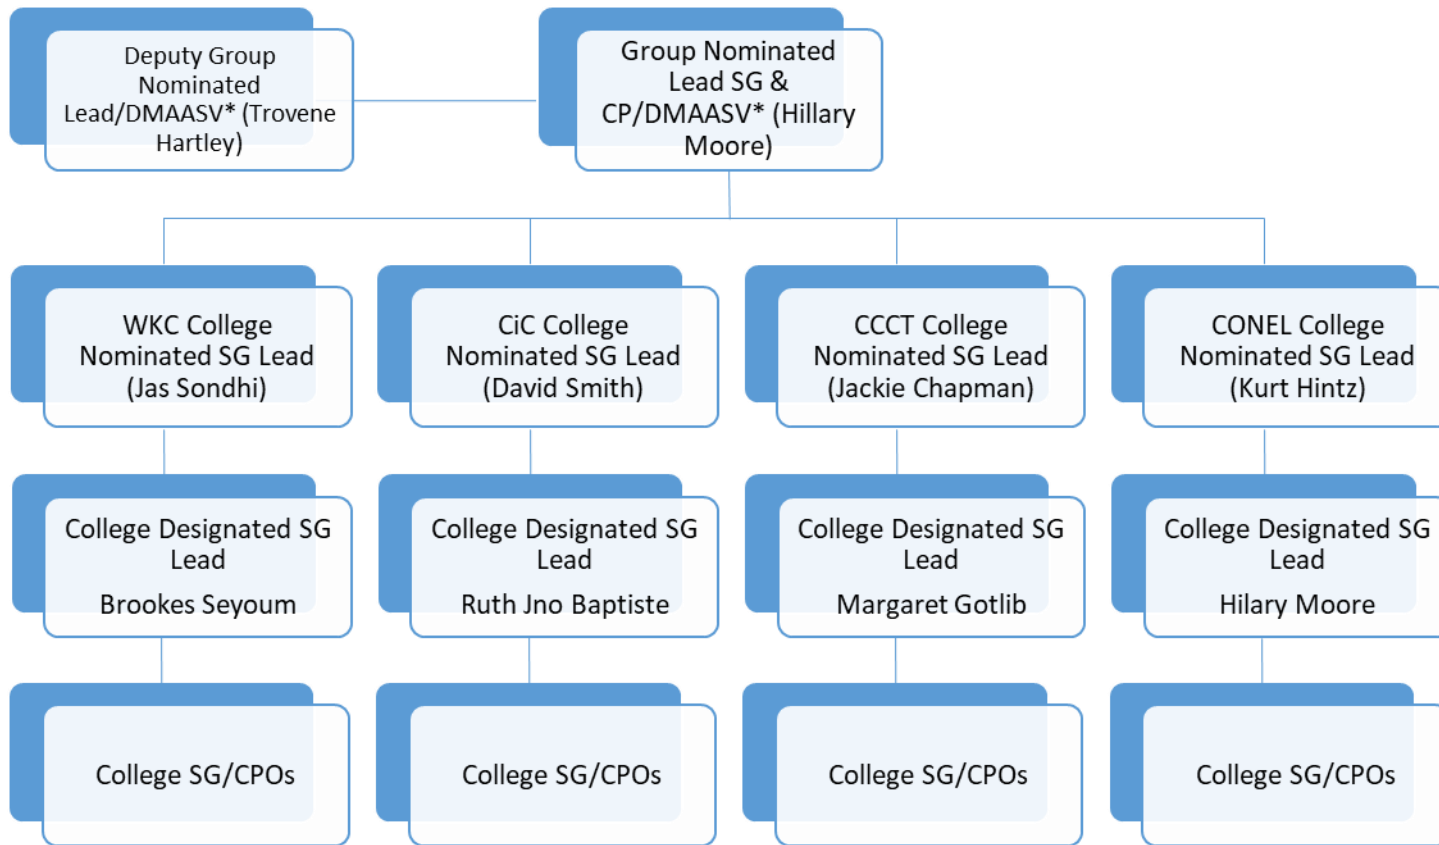 Deputy Group
Nominated
Lead/DMAASV* (Trovene
Hartley)
Group Nominated
Lead SG &
CP/DMAASV* (Hillary
Moore)
WKC College
Nominated SG Lead
(Jas Sondhi)
CiC College
Nominated SG Lead
(David Smith)
CCCT College
Nominated SG Lead
(Jackie Chapman)
CONEL College
Nominated SG Lead
(Kurt Hintz)
College Designated SG
Lead
Brookes Seyoum
College Designated SG
Lead
Ruth Jno Baptiste
College Designated SG
Lead
Margaret Gotlib
College Designated SG
Lead
Hilary Moore
College SG/CPOs
College SG/CPOs
College SG/CPOs
College SG/CPOs